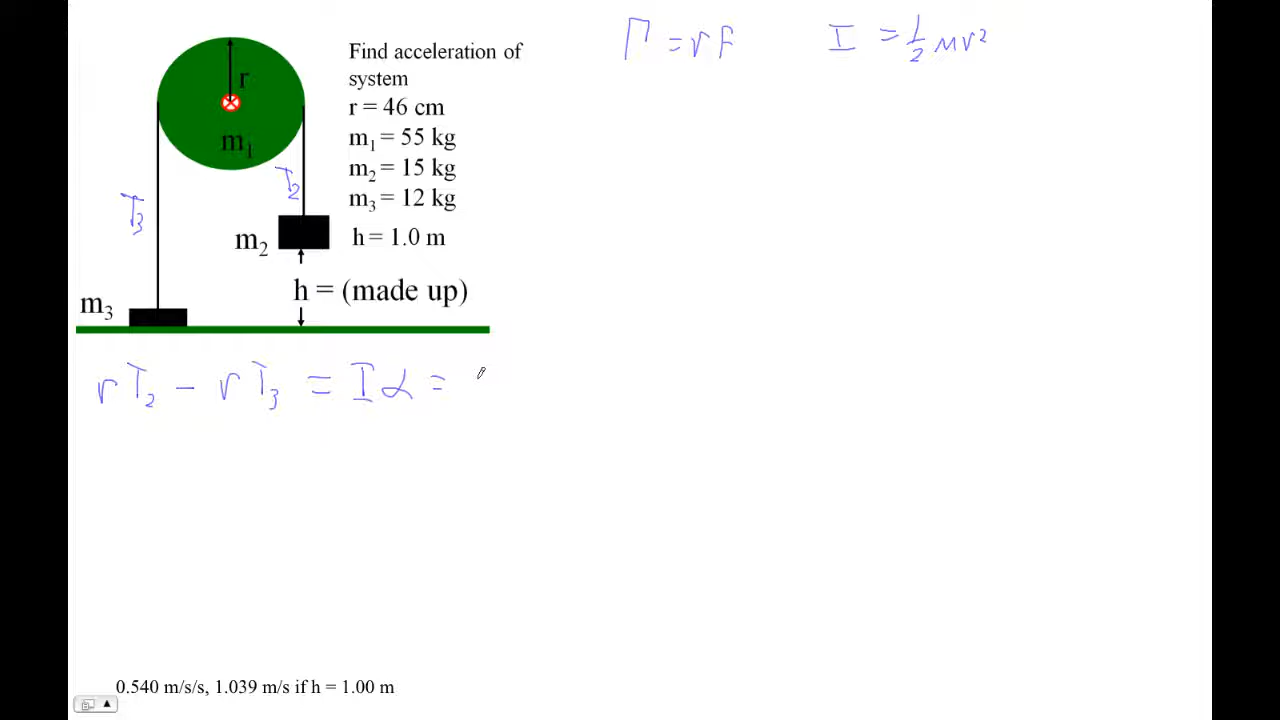 Γ = r F
I = 1/2 mr²
Find acceleration of
system
r = 46 cm
m₁ = 55 kg
m₂ = 15 kg
m₃ = 12 kg
h = 1.0 m
h = (made up)
r
m₁
T₂
T₃
m₂
m₃
rT₂ - rT₃ = Iα =
0.540 m/s/s, 1.039 m/s if h = 1.00 m